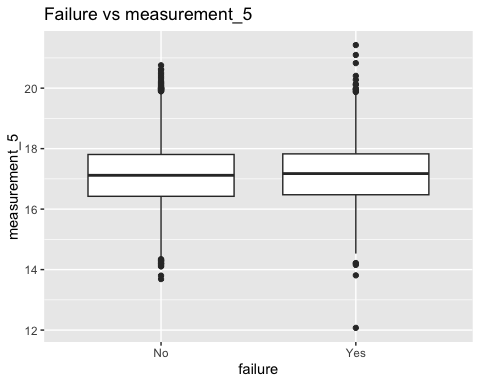 Failure vs measurement_5
measurement_5
20
18
16
14
12
No
Yes
failure